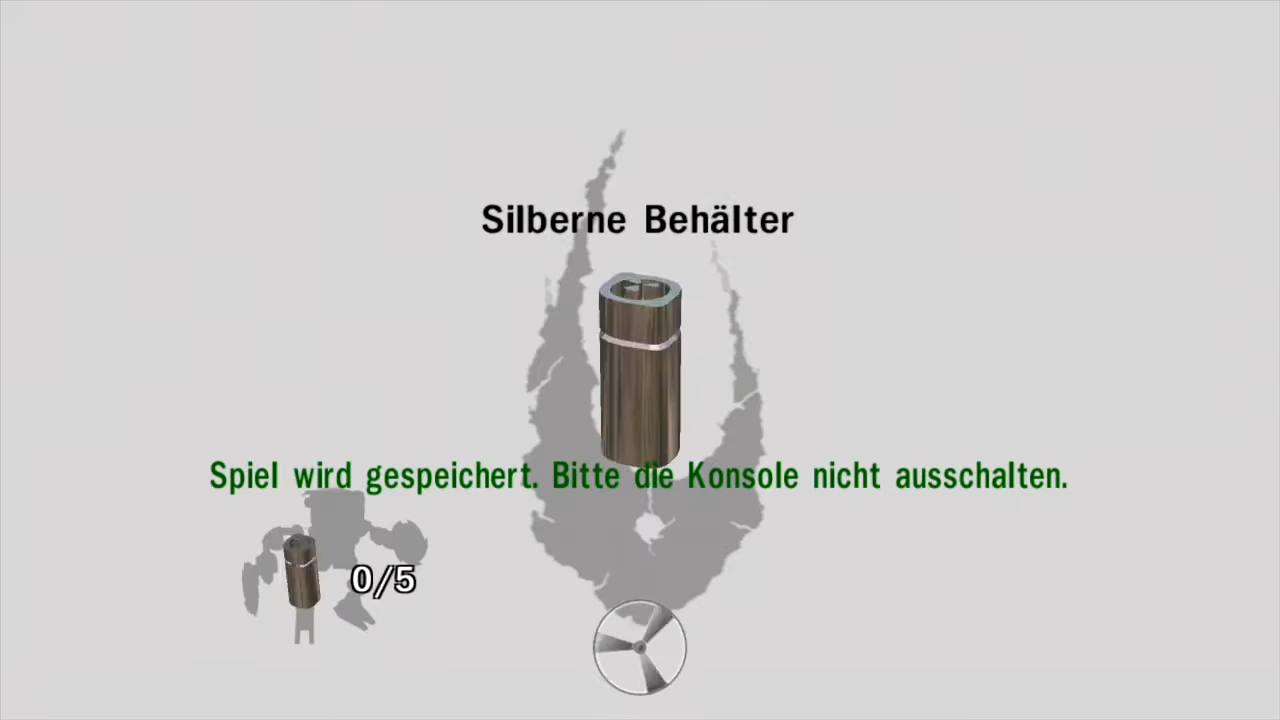 Silberne Behälter
Spiel wird gespeichert. Bitte die Konsole nicht ausschalten.
0/5